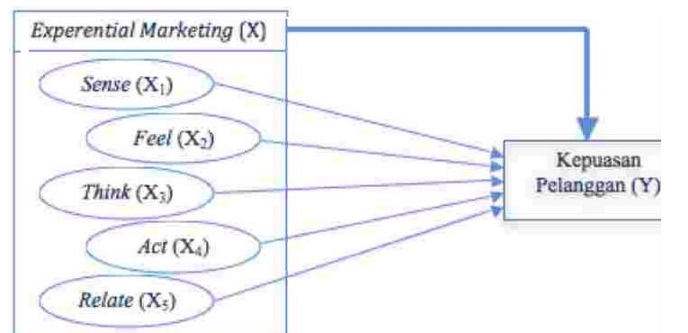 Experential Marketing (X)
Sense (X₁)
Feel (X₂)
Think (X₃)
Act (X₄)
Relate (X₅)
Kepuasan
Pelanggan (Y)